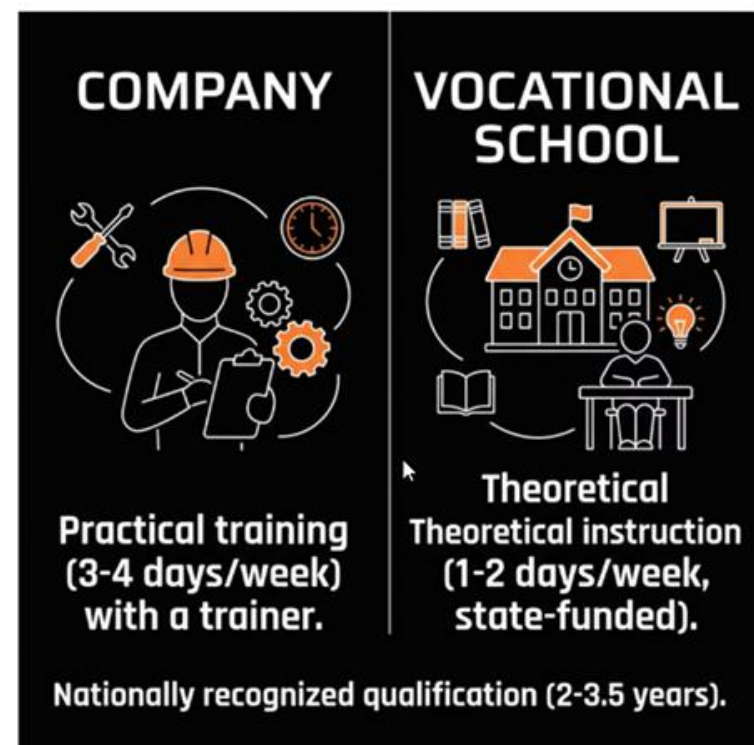 COMPANY
Practical training
(3-4 days/week)
with a trainer.
VOCATIONAL
SCHOOL
Theoretical
Theoretical instruction
(1-2 days/week,
state-funded).
Nationally recognized qualification (2-3.5 years).